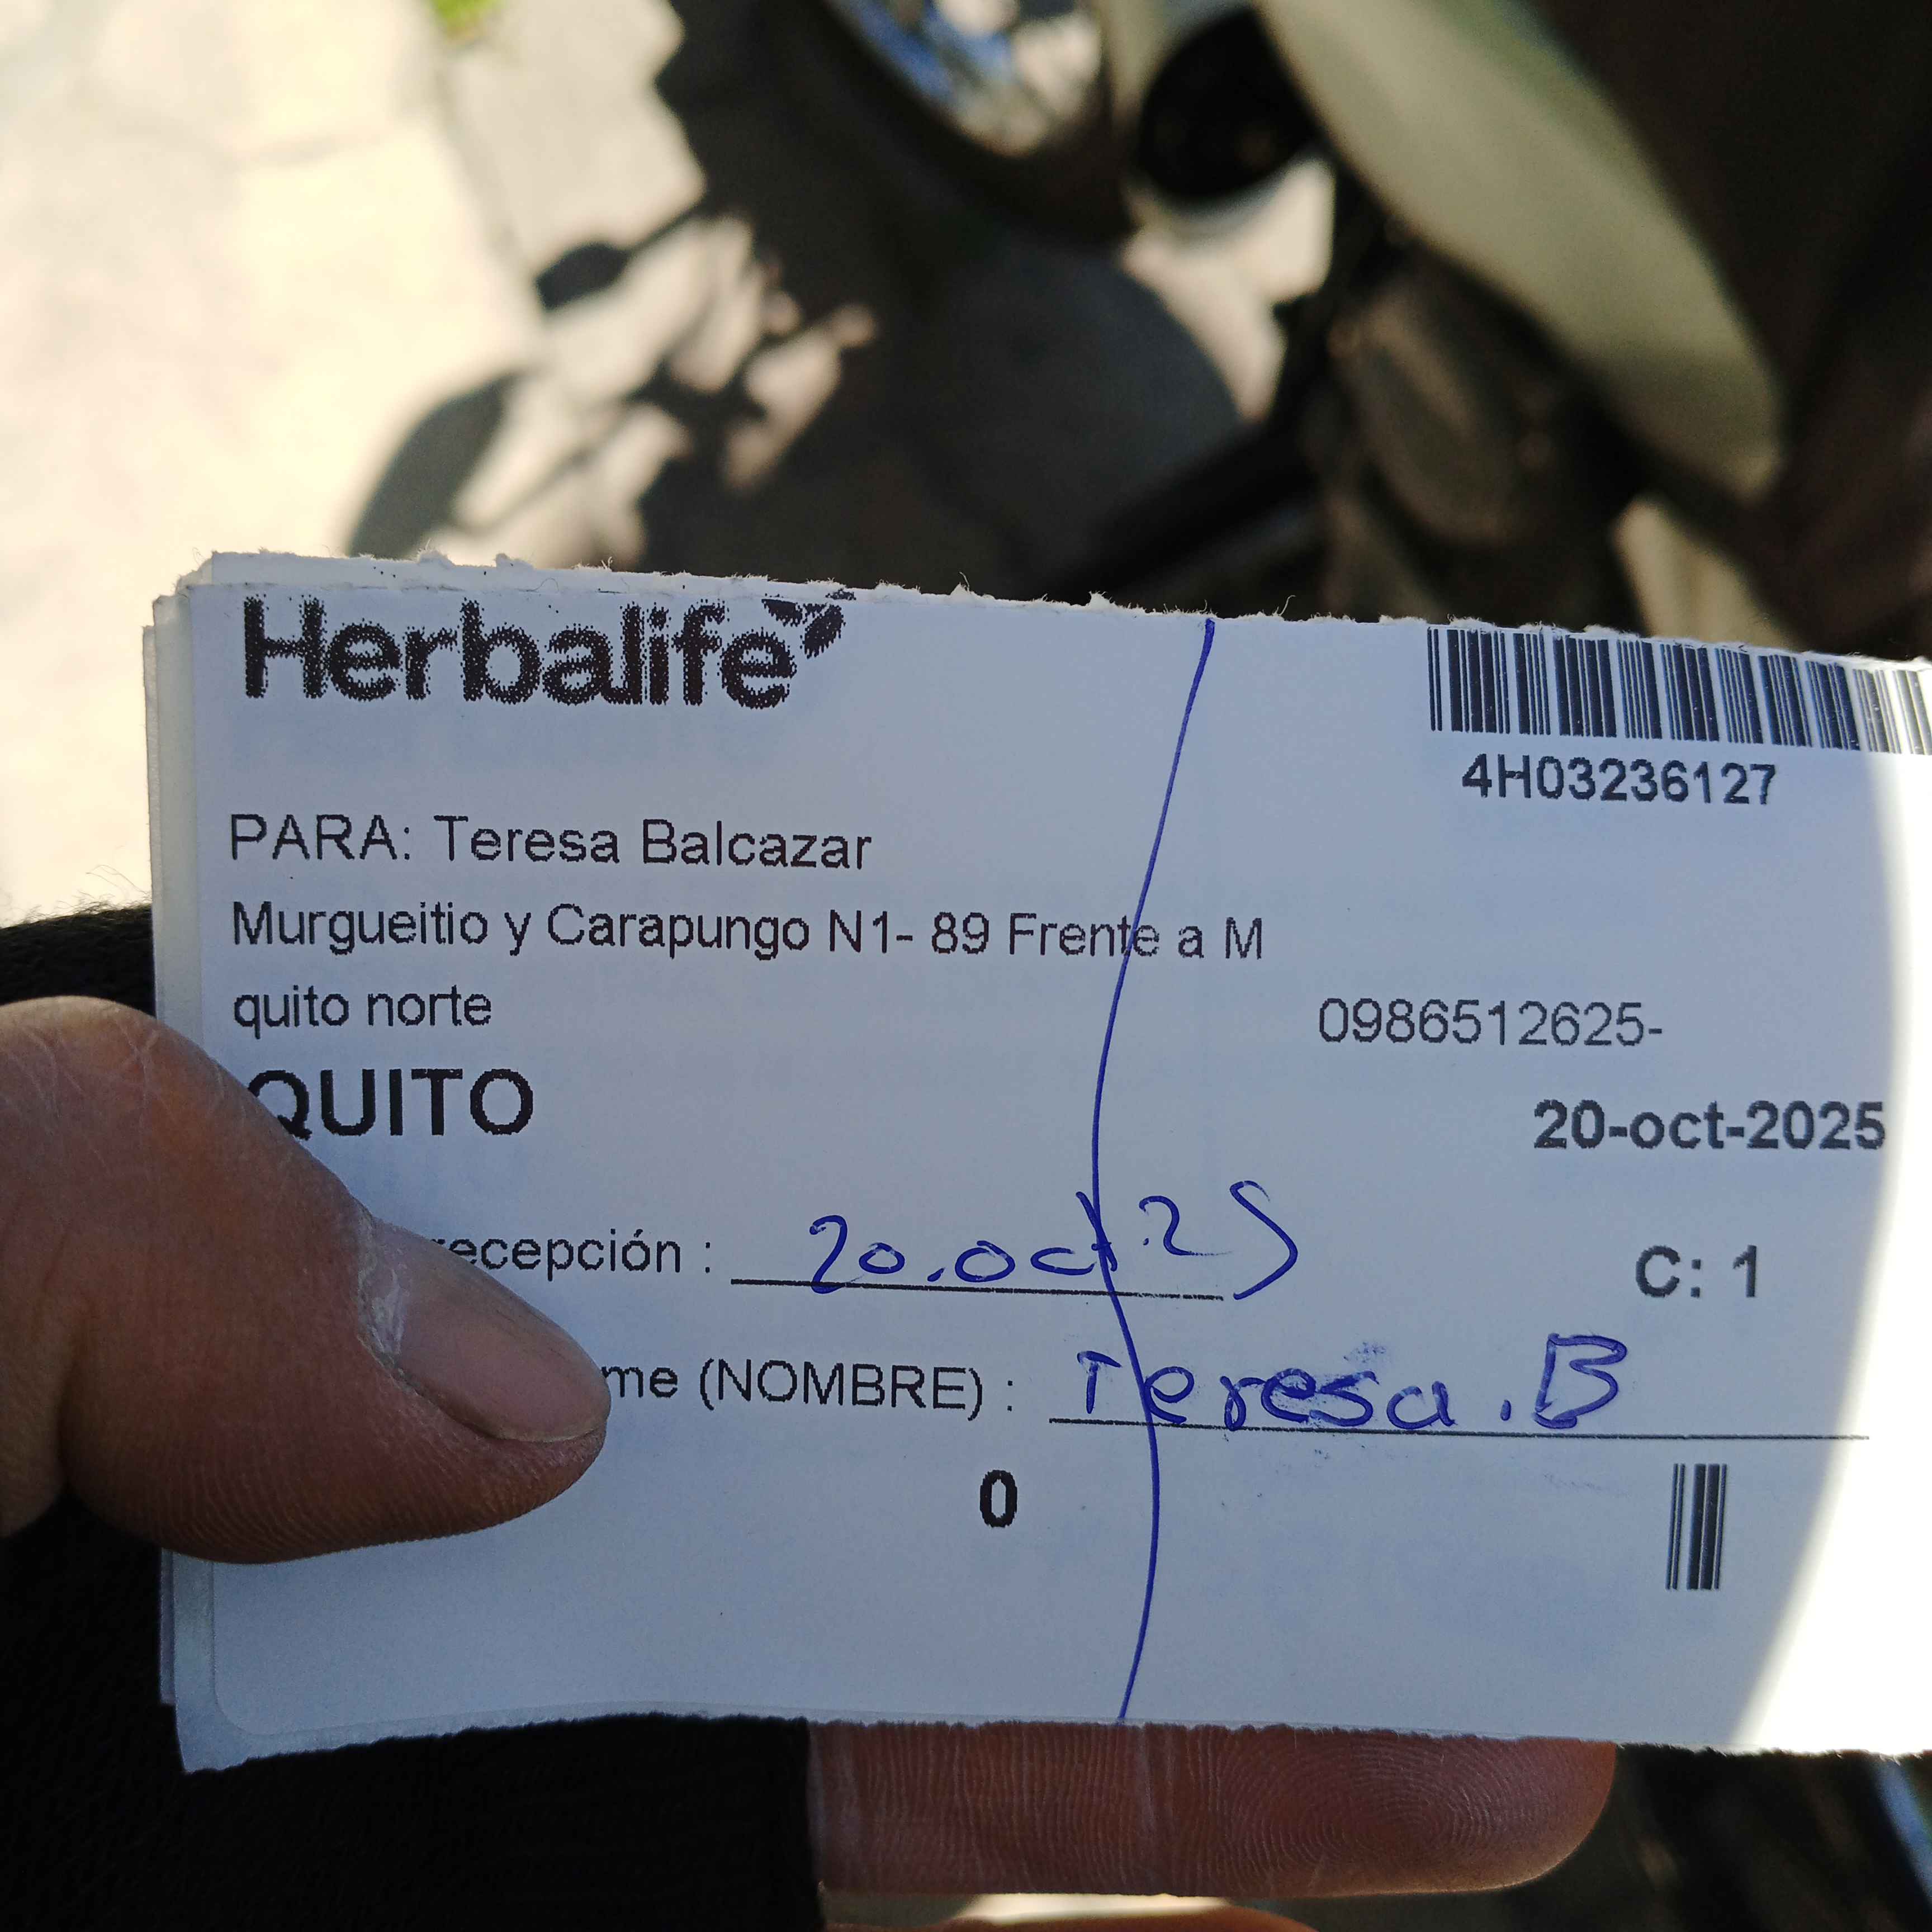 Herbalife
4H03236127
PARA: Teresa Balcazar
Murgueitio y Carapungo N1- 89 Frente a M
quito norte
0986512625-
QUITO
20-oct-2025
recepción : 20.oct.25
C: 1
me (NOMBRE) : Teresa.B
0